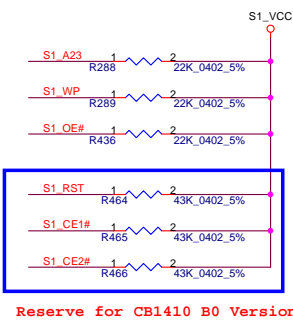 S1_VCC
S1_A23 1 2
R288 22K_0402_5%
S1_WP 1 2
R289 22K_0402_5%
S1_OE# 1 2
R436 22K_0402_5%
S1_RST 1 2
R464 43K_0402_5%
S1_CE1# 1 2
R465 43K_0402_5%
S1_CE2# 1 2
R466 43K_0402_5%
Reserve for CB1410 B0 Version